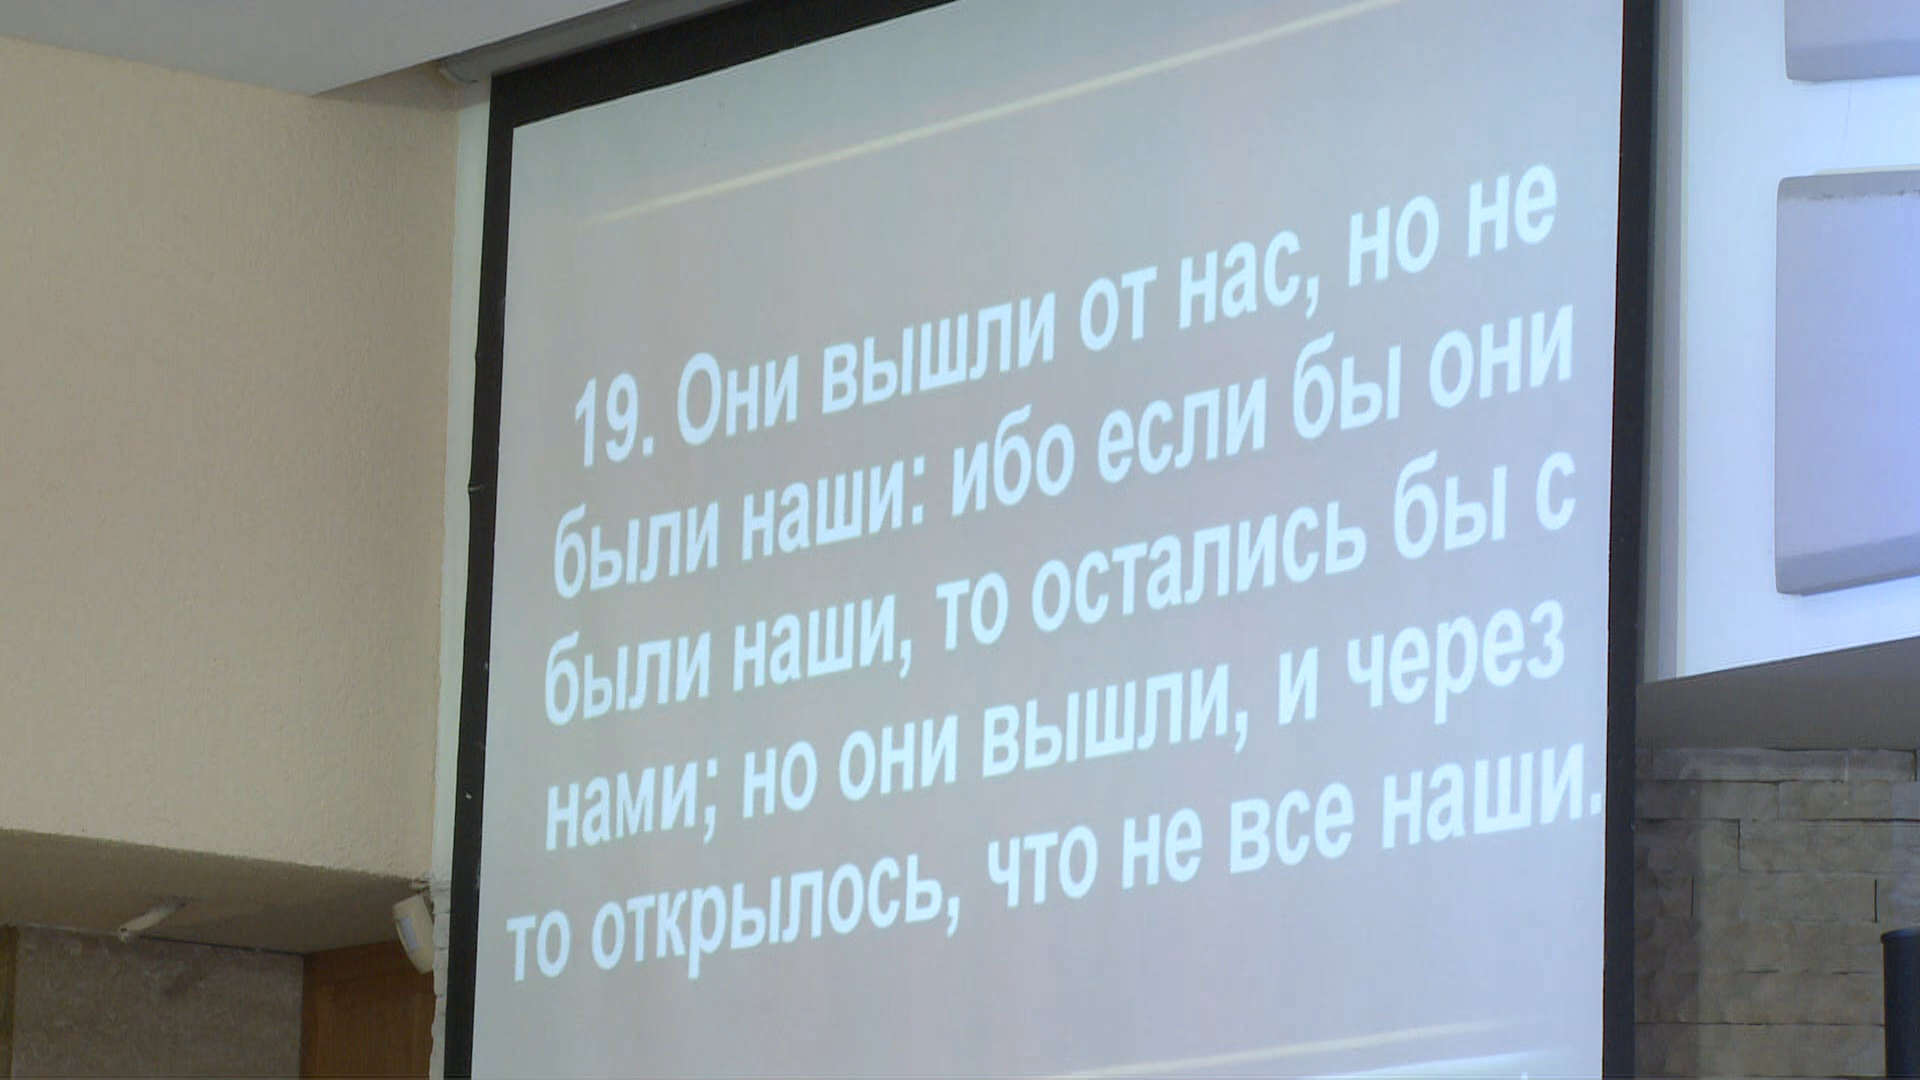 19. Они вышли от нас, но не
были наши: ибо если бы они
были наши, то остались бы с
нами; но они вышли, и через
то открылось, что не все наши.